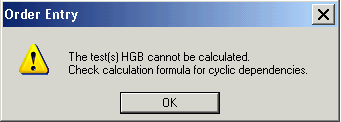 Order Entry
The test(s) HGB cannot be calculated.
Check calculation formula for cyclic dependencies.
OK